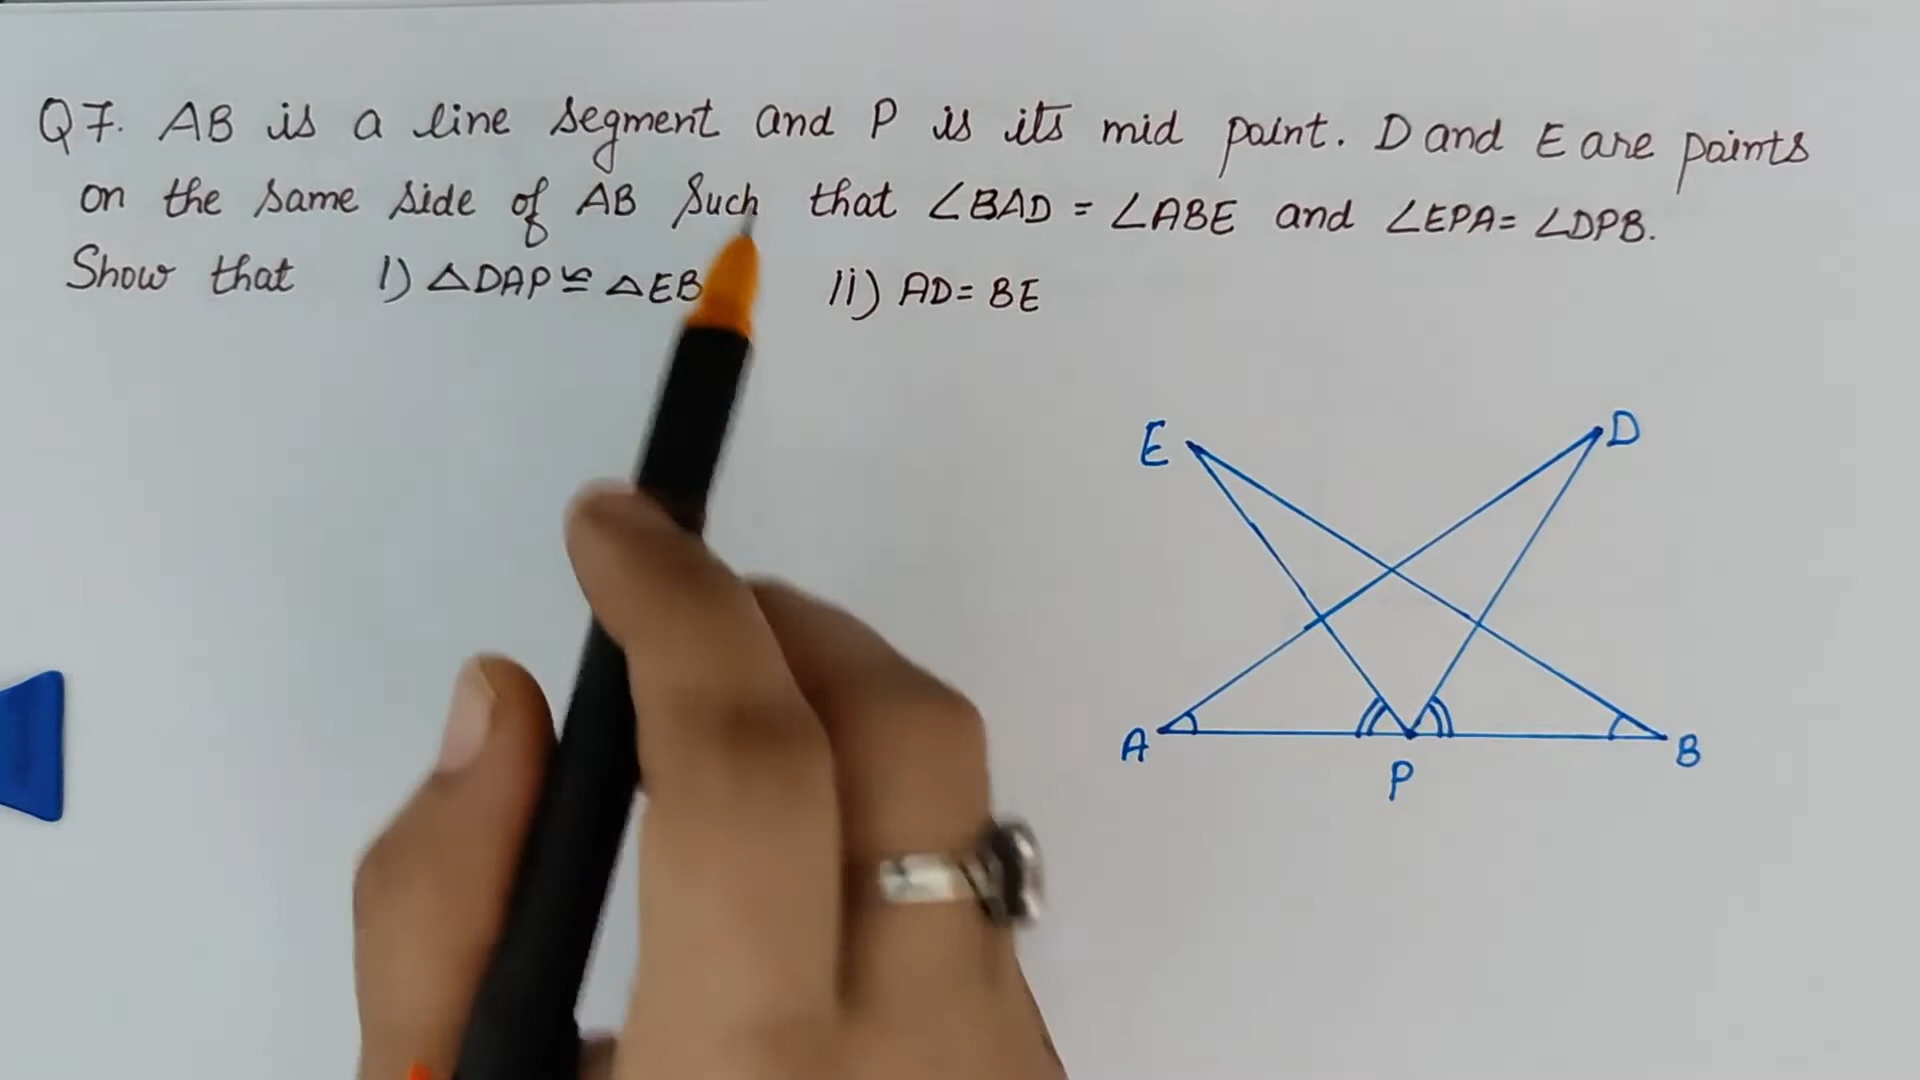 Q7. AB is a line segment and P is its mid point. D and E are points
on the same side of AB Such that ∠BAD = ∠ABE and ∠EPA= ∠DPB.
Show that I) △DAP ≅ △EB II) AD= BE
E D
A P B